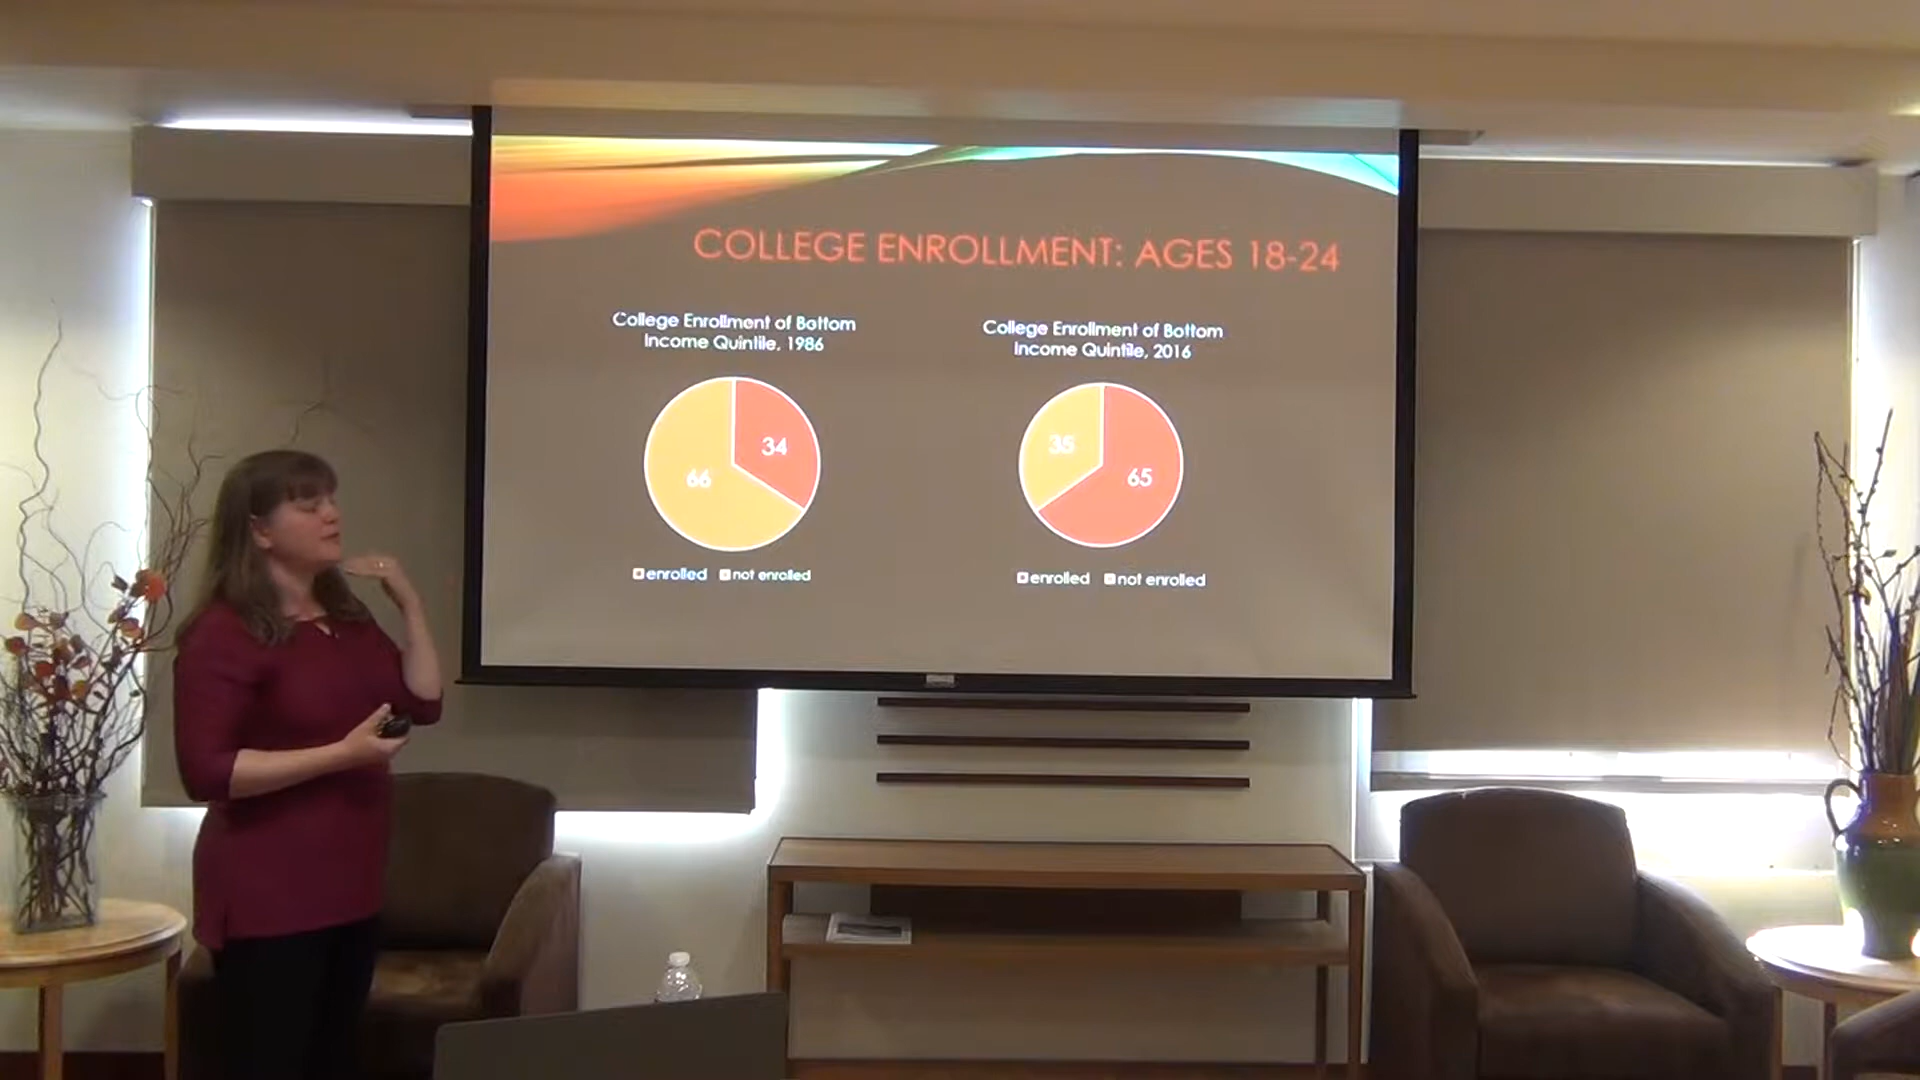 COLLEGE ENROLLMENT: AGES 18-24
College Enrollment of Bottom
Income Quintile, 1986
34
66
enrolled not enrolled
College Enrollment of Bottom
Income Quintile, 2016
35
65
enrolled not enrolled